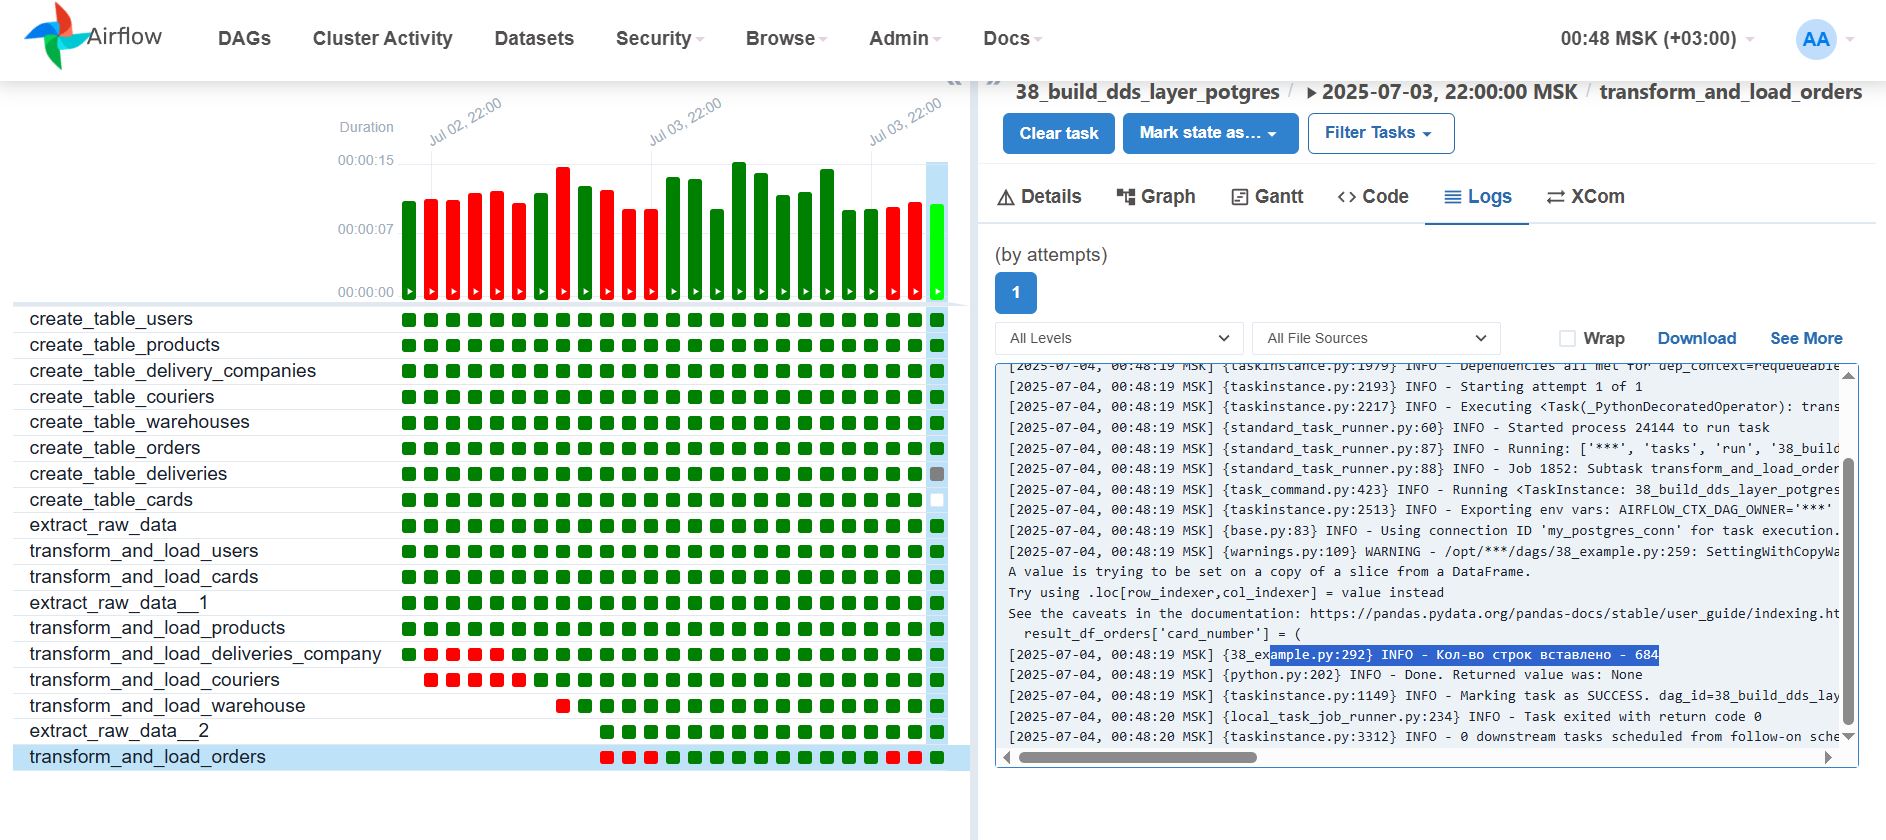 Airflow
DAGs
Cluster Activity
Datasets
Security
Browse
Admin
Docs
00:48 MSK (+03:00)
AA
38_build_dds_layer_potgres / 2025-07-03, 22:00:00 MSK / transform_and_load_orders
Clear task
Mark state as...
Filter Tasks
Details
Graph
Gantt
Code
Logs
XCom
(by attempts)
1
All Levels
All File Sources
Wrap
Download
See More
[2025-07-04, 00:48:19 MSK] {taskinstance.py:1979} INFO - Dependencies all met for dep_context=requeueable
[2025-07-04, 00:48:19 MSK] {taskinstance.py:2193} INFO - Starting attempt 1 of 1
[2025-07-04, 00:48:19 MSK] {taskinstance.py:2217} INFO - Executing <Task(_PythonDecoratedOperator): trans
[2025-07-04, 00:48:19 MSK] {standard_task_runner.py:60} INFO - Started process 24144 to run task
[2025-07-04, 00:48:19 MSK] {standard_task_runner.py:87} INFO - Running: ['***', 'tasks', 'run', '38_build
[2025-07-04, 00:48:19 MSK] {standard_task_runner.py:88} INFO - Job 1852: Subtask transform_and_load_order
[2025-07-04, 00:48:19 MSK] {task_command.py:423} INFO - Running <TaskInstance: 38_build_dds_layer_potgres
[2025-07-04, 00:48:19 MSK] {taskinstance.py:2513} INFO - Exporting env vars: AIRFLOW_CTX_DAG_OWNER='***'
[2025-07-04, 00:48:19 MSK] {base.py:83} INFO - Using connection ID 'my_postgres_conn' for task execution.
[2025-07-04, 00:48:19 MSK] {warnings.py:109} WARNING - /opt/***/dags/38_example.py:259: SettingWithCopyWa
A value is trying to be set on a copy of a slice from a DataFrame.
Try using .loc[row_indexer,col_indexer] = value instead
See the caveats in the documentation: https://pandas.pydata.org/pandas-docs/stable/user_guide/indexing.ht
result_df_orders['card_number'] = (
[2025-07-04, 00:48:19 MSK] {38_example.py:292} INFO - Кол-во строк вставлено - 684
[2025-07-04, 00:48:19 MSK] {python.py:202} INFO - Done. Returned value was: None
[2025-07-04, 00:48:19 MSK] {taskinstance.py:1149} INFO - Marking task as SUCCESS. dag_id=38_build_dds_lay
[2025-07-04, 00:48:20 MSK] {local_task_job_runner.py:234} INFO - Task exited with return code 0
[2025-07-04, 00:48:20 MSK] {taskinstance.py:3312} INFO - 0 downstream tasks scheduled from follow-on sche
Duration
00:00:15
00:00:07
00:00:00
Jul 02, 22:00
Jul 03, 22:00
Jul 03, 22:00
create_table_users
create_table_products
create_table_delivery_companies
create_table_couriers
create_table_warehouses
create_table_orders
create_table_deliveries
create_table_cards
extract_raw_data
transform_and_load_users
transform_and_load_cards
extract_raw_data__1
transform_and_load_products
transform_and_load_deliveries_company
transform_and_load_couriers
transform_and_load_warehouse
extract_raw_data__2
transform_and_load_orders